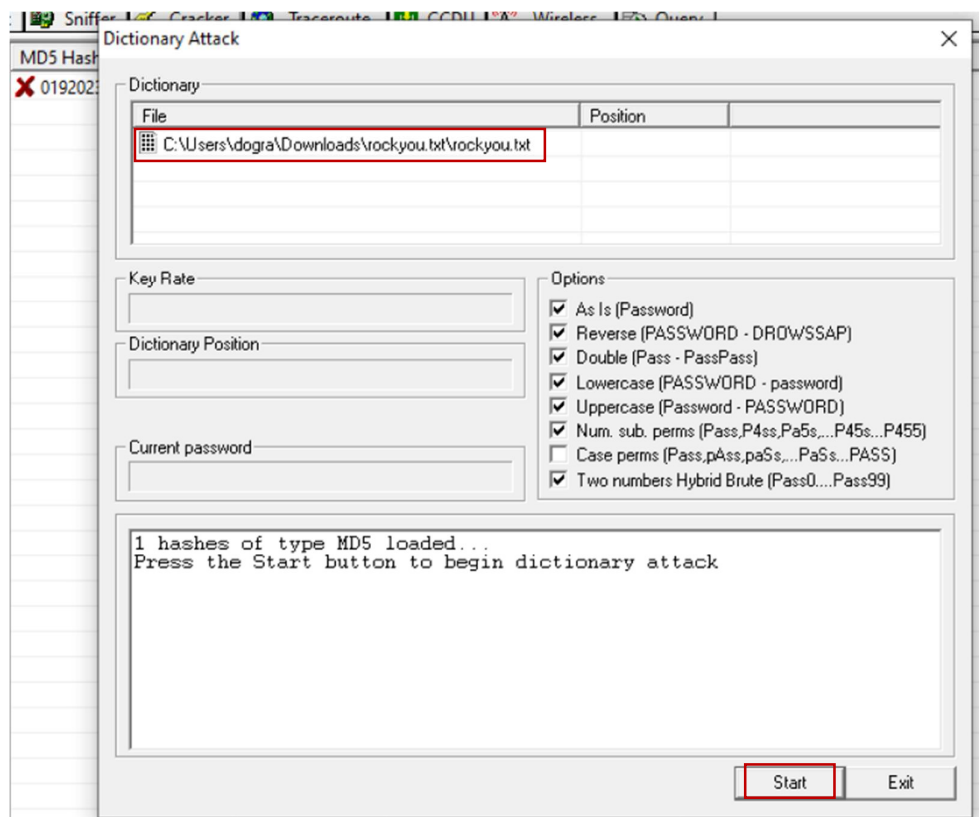 Sniffer Cracker Traceroute CCDU Wireless Query
Dictionary Attack
MD5 Hash
019202
Dictionary
File Position
C:\Users\dogra\Downloads\rockyou.txt\rockyou.txt
Key Rate
Dictionary Position
Current password
Options
As Is (Password)
Reverse (PASSWORD - DROWSSAP)
Double (Pass - PassPass)
Lowercase (PASSWORD - password)
Uppercase (Password - PASSWORD)
Num. sub. perms (Pass,P4ss,Pa5s,...P45s...P455)
Case perms (Pass,pAss,paSs,...PaSs...PASS)
Two numbers Hybrid Brute (Pass0....Pass99)
1 hashes of type MD5 loaded...
Press the Start button to begin dictionary attack
Start Exit